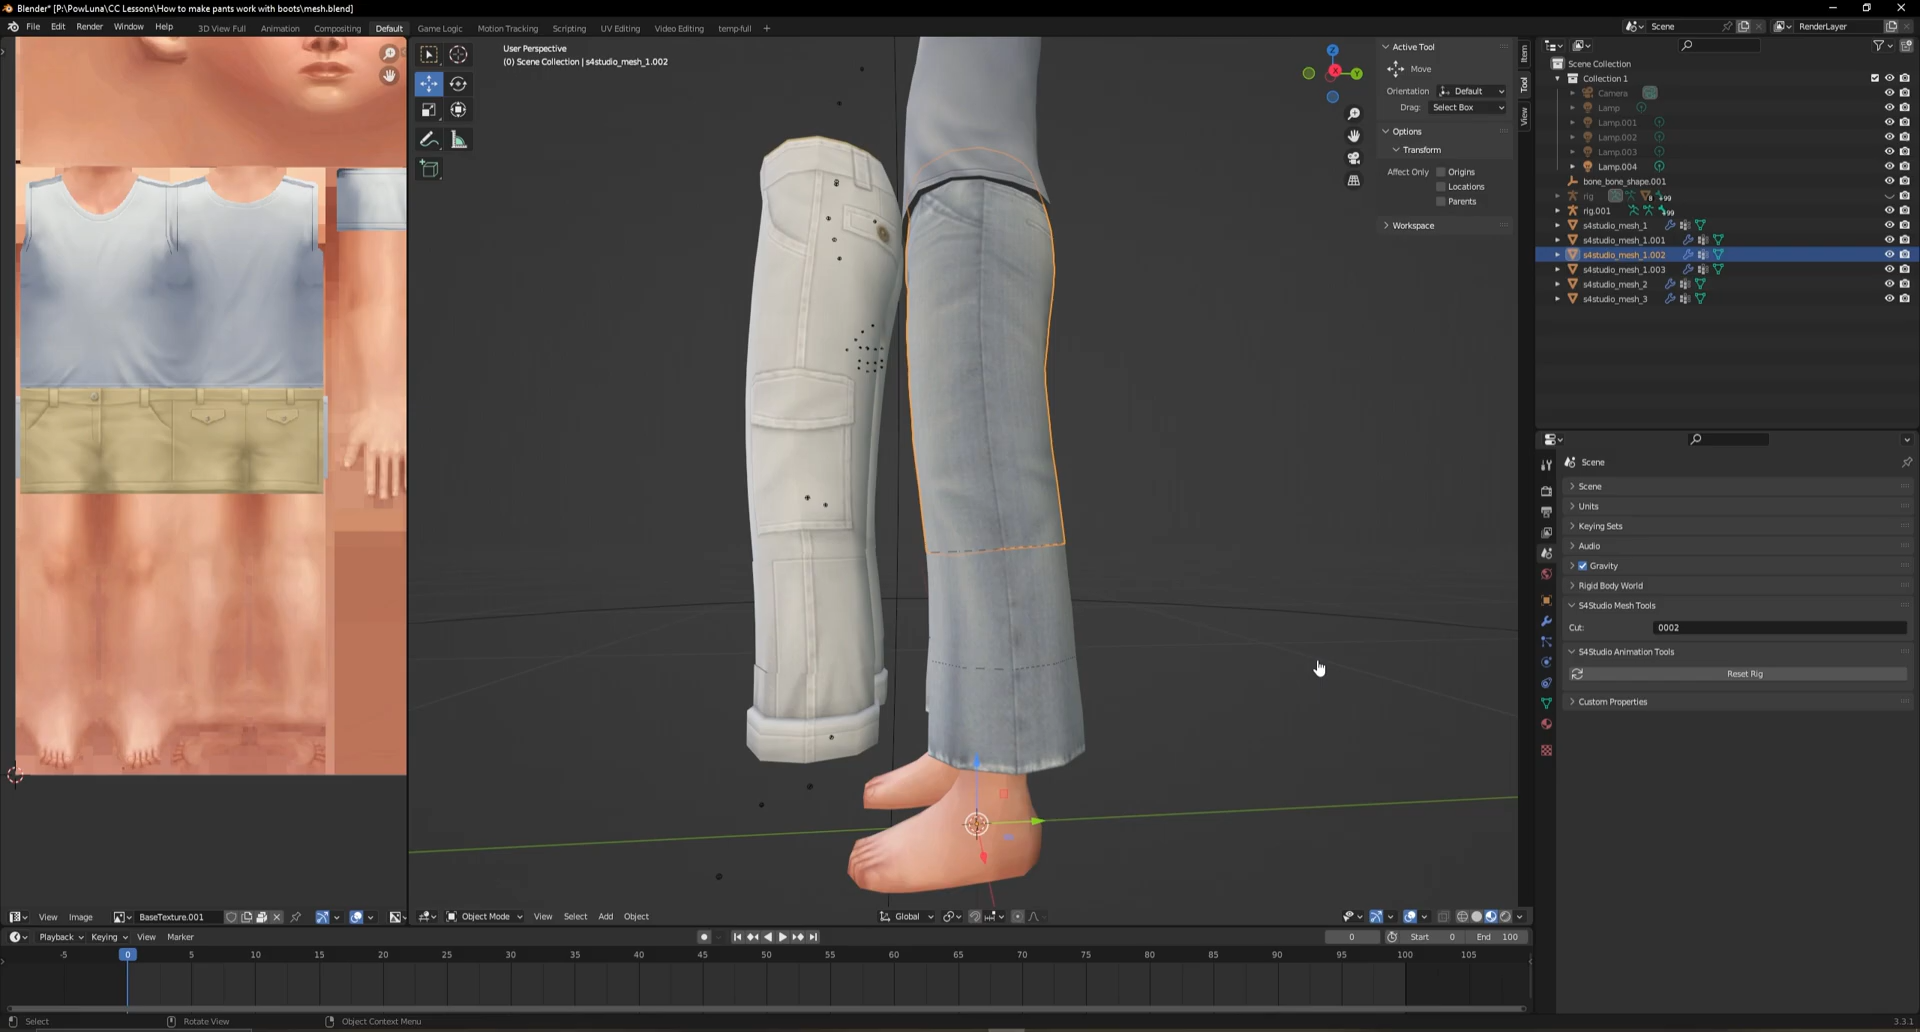 Blender* [P:\PowLuna\CC Lessons\How to make pants work with boots\mesh.blend]
File Edit Render Window Help 3D View Full Animation Compositing Default Game Logic Motion Tracking Scripting UV Editing Video Editing temp-full + Scene RenderLayer
User Perspective
(0) Scene Collection | s4studio_mesh_1.002
Z
X
Y
Active Tool
Move
Orientation Default
Drag: Select Box
Options
Transform
Affect Only Origins
Locations
Parents
Workspace
Item
Tool
View
Scene Collection
Collection 1
Camera
Lamp
Lamp.001
Lamp.002
Lamp.003
Lamp.004
bone_bone_shape.001
rig 8 99
rig.001 99
s4studio_mesh_1
s4studio_mesh_1.001
s4studio_mesh_1.002
s4studio_mesh_1.003
s4studio_mesh_2
s4studio_mesh_3
Scene
Scene
Units
Keying Sets
Audio
Gravity
Rigid Body World
S4Studio Mesh Tools
Cut: 0002
S4Studio Animation Tools
Reset Rig
Custom Properties
View Image BaseTexture.001 Object Mode View Select Add Object Global
Playback Keying View Marker 0 Start 0 End 100
-5 0 5 10 15 20 25 30 35 40 45 50 55 60 65 70 75 80 85 90 95 100 105
Select Rotate View Object Context Menu 3.3.1